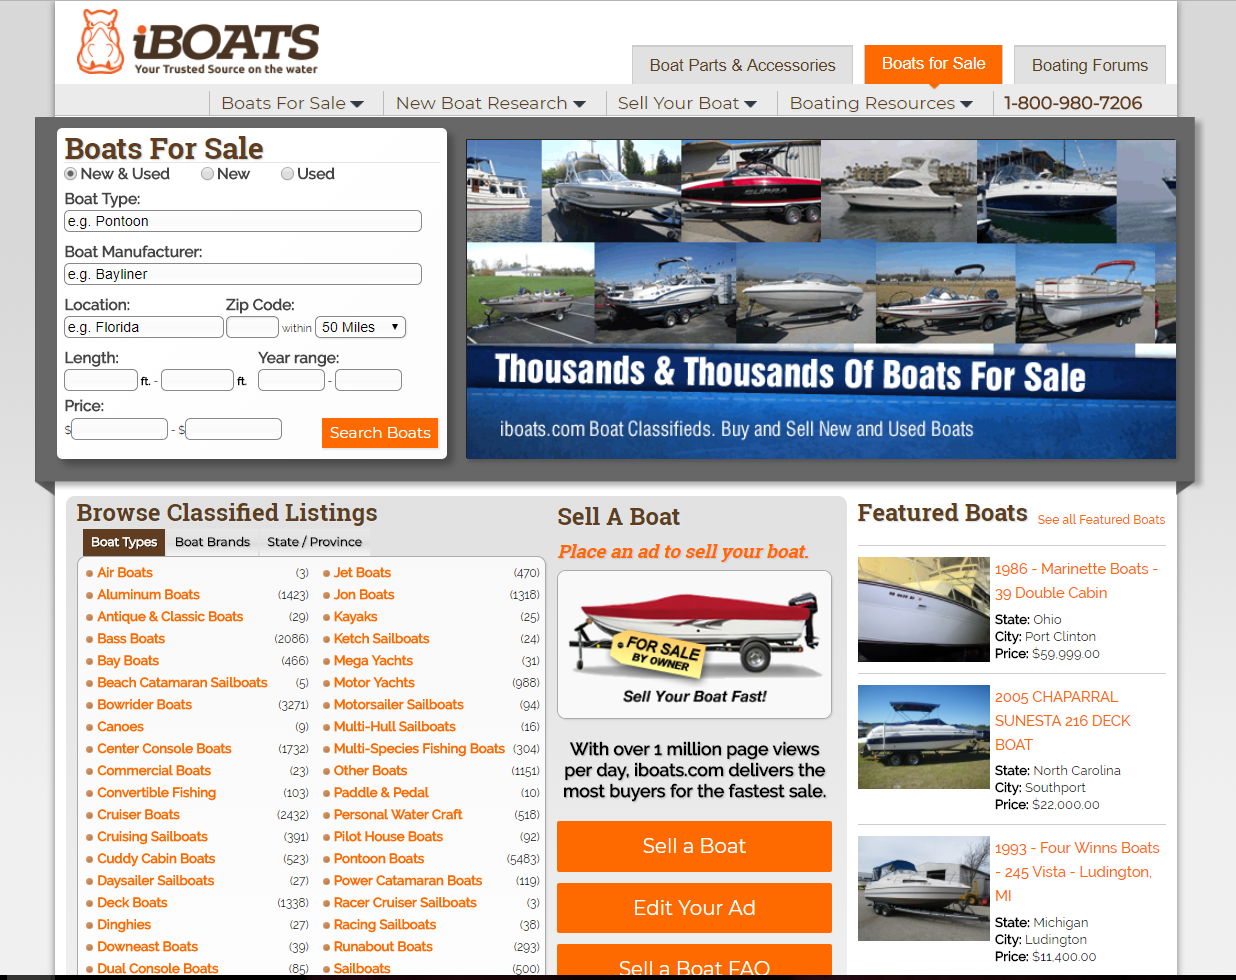 iBOATS
Your Trusted Source on the water
Boat Parts & Accessories
Boats for Sale
Boating Forums
Boats For Sale
New Boat Research
Sell Your Boat
Boating Resources
1-800-980-7206
Boats For Sale
New & Used New Used
Boat Type:
e.g. Pontoon
Boat Manufacturer:
e.g. Bayliner
Location: Zip Code:
e.g. Florida within 50 Miles
Length: Year range:
ft. - ft. -
Price:
$ - $
Search Boats
SUPRA
Thousands & Thousands Of Boats For Sale
iboats.com Boat Classifieds. Buy and Sell New and Used Boats
Browse Classified Listings
Boat Types Boat Brands State / Province
Air Boats (3)
Aluminum Boats (1423)
Antique & Classic Boats (29)
Bass Boats (2086)
Bay Boats (466)
Beach Catamaran Sailboats (5)
Bowrider Boats (3271)
Canoes (9)
Center Console Boats (1732)
Commercial Boats (23)
Convertible Fishing (103)
Cruiser Boats (2432)
Cruising Sailboats (391)
Cuddy Cabin Boats (523)
Daysailer Sailboats (27)
Deck Boats (1338)
Dinghies (27)
Downeast Boats (39)
Dual Console Boats (85)
Jet Boats (470)
Jon Boats (1318)
Kayaks (25)
Ketch Sailboats (24)
Mega Yachts (31)
Motor Yachts (988)
Motorsailer Sailboats (94)
Multi-Hull Sailboats (16)
Multi-Species Fishing Boats (304)
Other Boats (1151)
Paddle & Pedal (10)
Personal Water Craft (518)
Pilot House Boats (92)
Pontoon Boats (5483)
Power Catamaran Boats (119)
Racer Cruiser Sailboats (3)
Racing Sailboats (38)
Runabout Boats (293)
Sailboats (500)
Sell A Boat
Place an ad to sell your boat.
FOR SALE
BY OWNER
Sell Your Boat Fast!
With over 1 million page views
per day, iboats.com delivers the
most buyers for the fastest sale.
Sell a Boat
Edit Your Ad
Sell a Boat FAQ
Featured Boats
See all Featured Boats
1986 - Marinette Boats -
39 Double Cabin
State: Ohio
City: Port Clinton
Price: $59,999.00
2005 CHAPARRAL
SUNESTA 216 DECK
BOAT
State: North Carolina
City: Southport
Price: $22,000.00
1993 - Four Winns Boats
- 245 Vista - Ludington,
MI
State: Michigan
City: Ludington
Price: $11,400.00